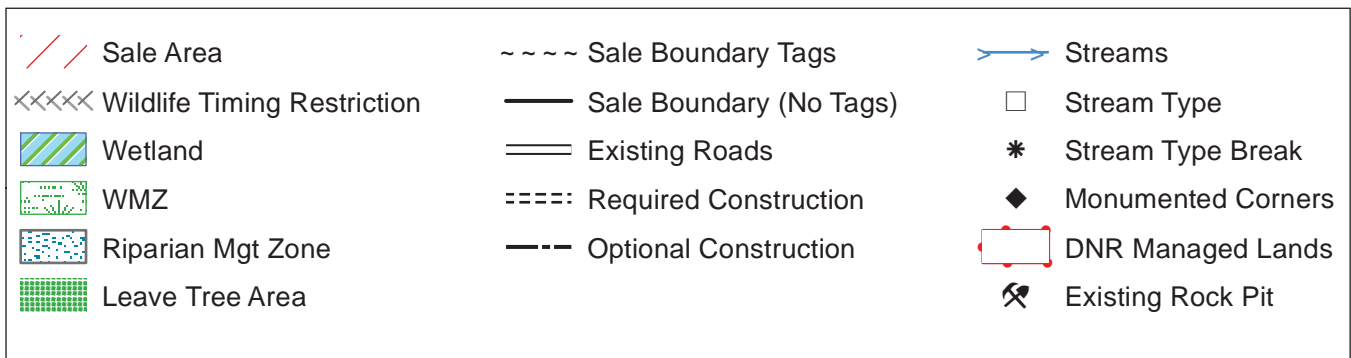 Sale Area
Wildlife Timing Restriction
Wetland
WMZ
Riparian Mgt Zone
Leave Tree Area
Sale Boundary Tags
Sale Boundary (No Tags)
Existing Roads
Required Construction
Optional Construction
Streams
Stream Type
Stream Type Break
Monumented Corners
DNR Managed Lands
Existing Rock Pit